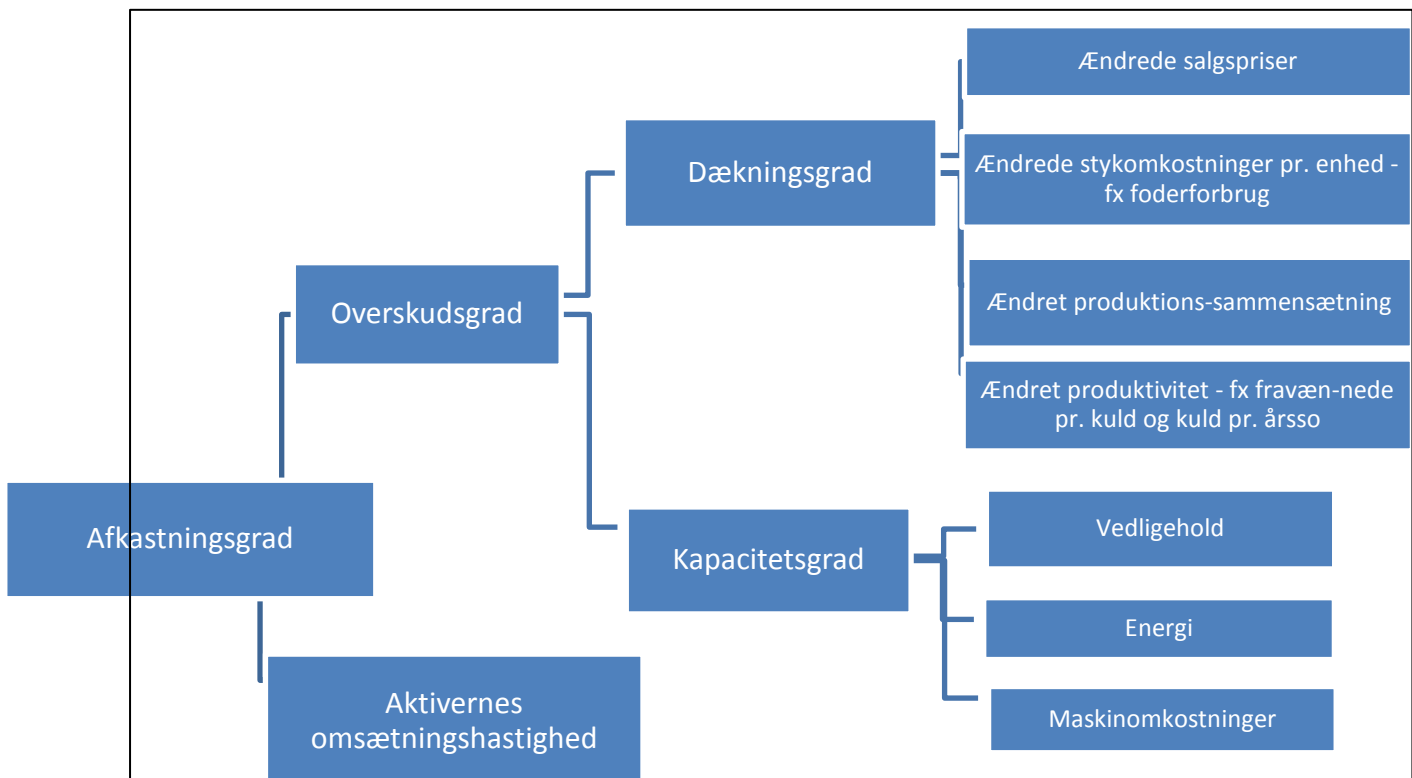 Ændrede salgspriser
Dækningsgrad
Ændrede stykomkostninger pr. enhed -
fx foderforbrug
Overskudsgrad
Ændret produktions-sammensætning
Ændret produktivitet - fx fravæn-nede
pr. kuld og kuld pr. årsso
Afkastningsgrad
Kapacitetsgrad
Vedligehold
Energi
Aktivernes
omsætningshastighed
Maskinomkostninger